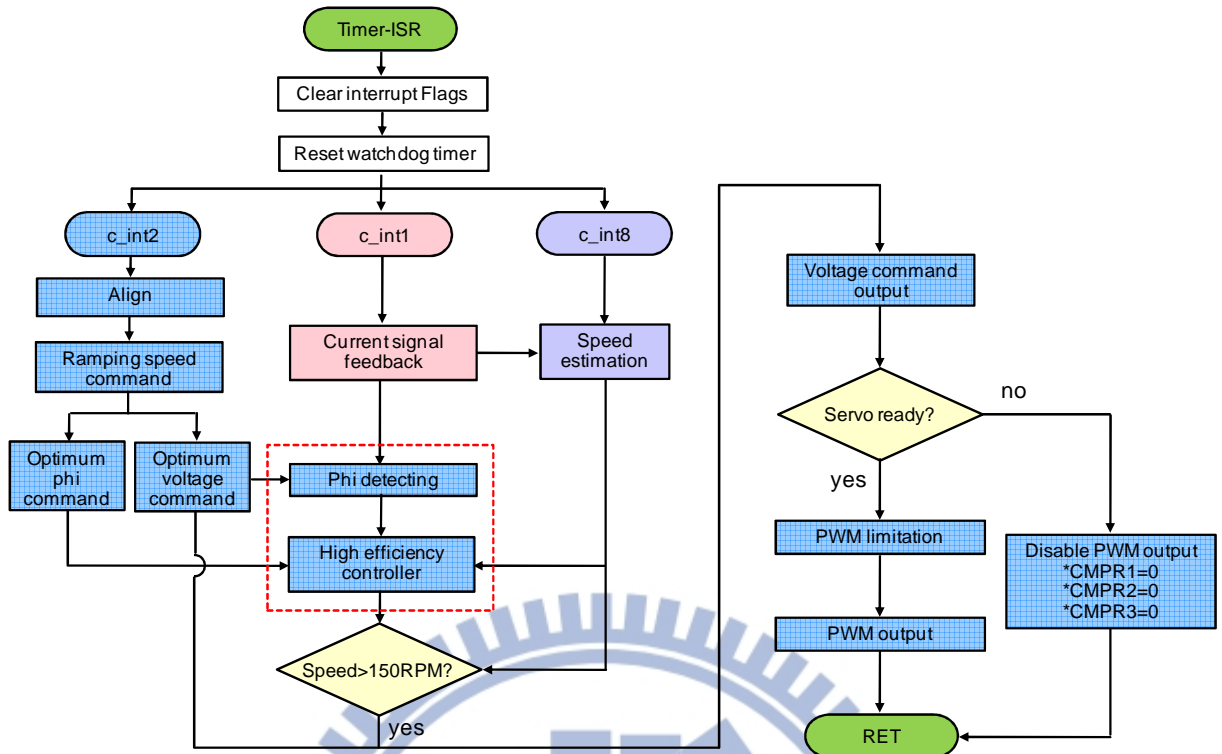 Timer-ISR
Clear interrupt Flags
Reset watchdog timer
c_int2
c_int1
c_int8
Align
Ramping speed
command
Current signal
feedback
Speed
estimation
Optimum
phi
command
Optimum
voltage
command
Phi detecting
High efficiency
controller
Speed>150RPM?
yes
Voltage command
output
Servo ready?
no
yes
PWM limitation
Disable PWM output
*CMPR1=0
*CMPR2=0
*CMPR3=0
PWM output
RET